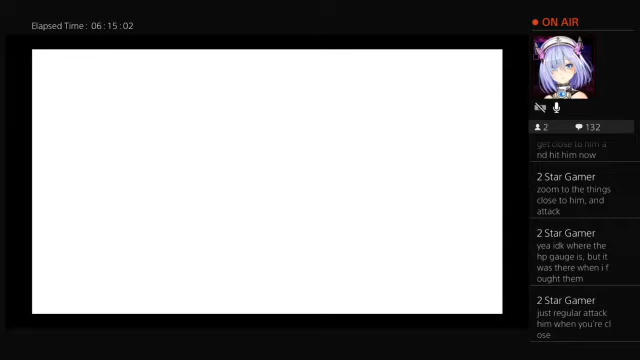 Elapsed Time : 06 : 15 : 02
ON AIR
2
132
get close to him a
nd hit him now
2 Star Gamer
zoom to the things
close to him, and
attack
2 Star Gamer
yea idk where the
hp gauge is, but it
was there when i f
ought them
2 Star Gamer
just regular attack
him when you're cl
ose